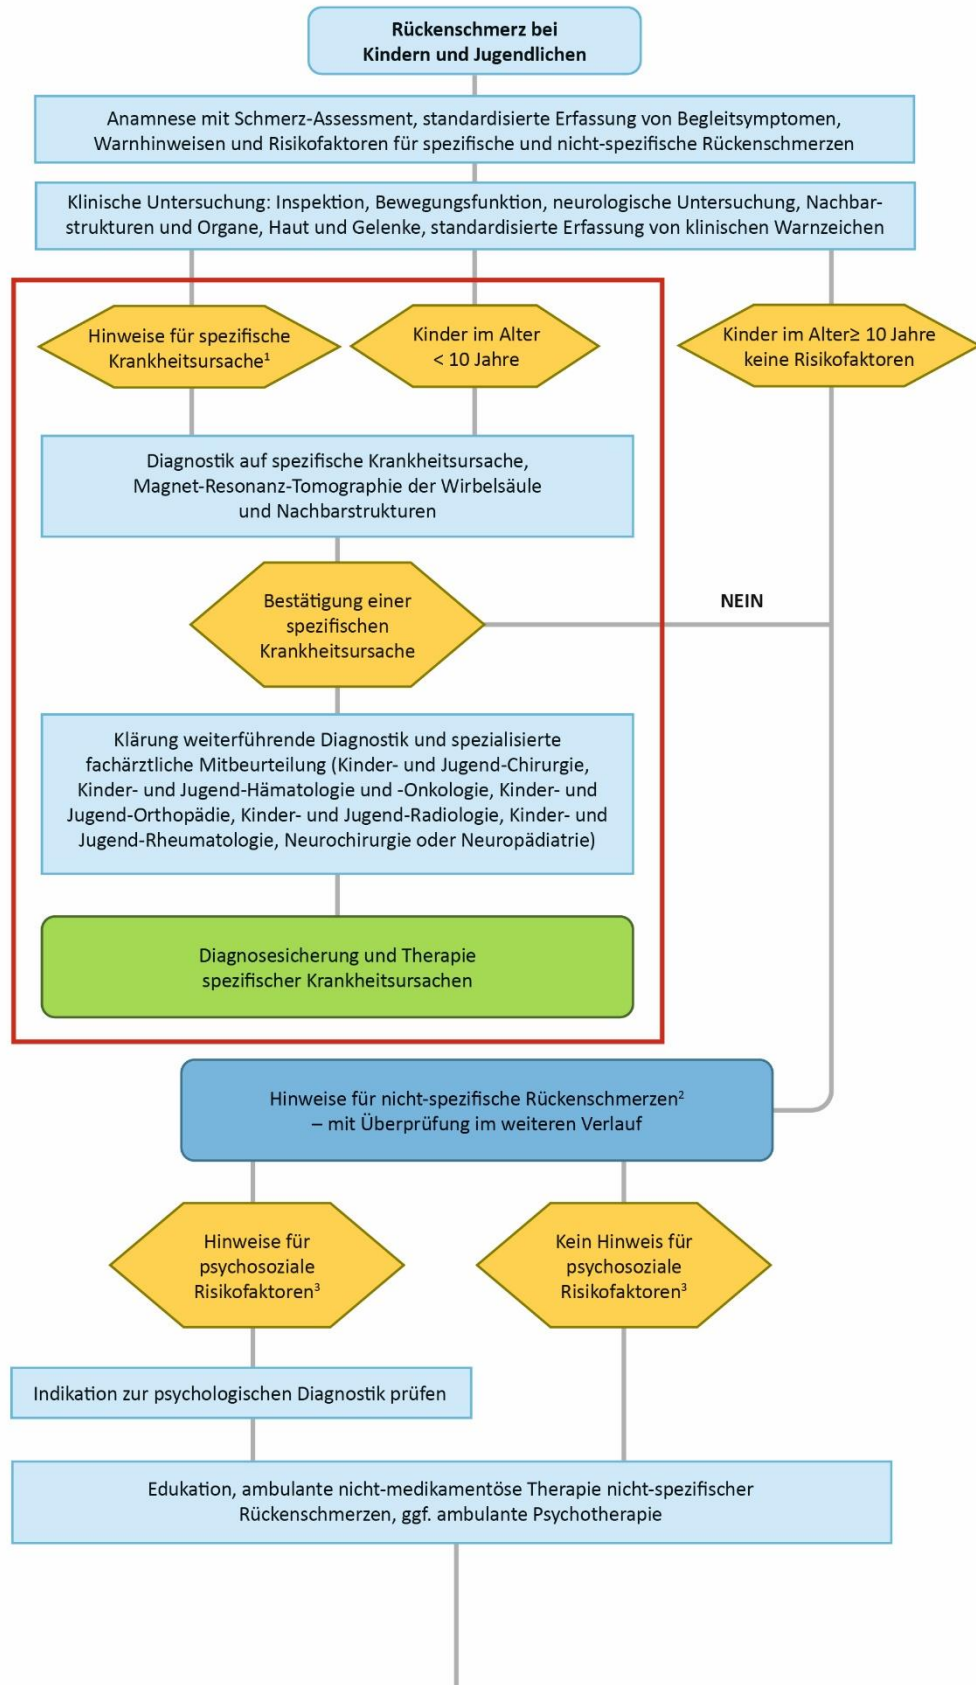 Rückenschmerz bei
Kindern und Jugendlichen
Anamnese mit Schmerz-Assessment, standardisierte Erfassung von Begleitsymptomen,
Warnhinweisen und Risikofaktoren für spezifische und nicht-spezifische Rückenschmerzen
Klinische Untersuchung: Inspektion, Bewegungsfunktion, neurologische Untersuchung, Nachbar-
strukturen und Organe, Haut und Gelenke, standardisierte Erfassung von klinischen Warnzeichen
Hinweise für spezifische
Krankheitsursache¹
Kinder im Alter
< 10 Jahre
Kinder im Alter≥ 10 Jahre
keine Risikofaktoren
Diagnostik auf spezifische Krankheitsursache,
Magnet-Resonanz-Tomographie der Wirbelsäule
und Nachbarstrukturen
Bestätigung einer
spezifischen
Krankheitsursache
NEIN
Klärung weiterführende Diagnostik und spezialisierte
fachärztliche Mitbeurteilung (Kinder- und Jugend-Chirurgie,
Kinder- und Jugend-Hämatologie und -Onkologie, Kinder- und
Jugend-Orthopädie, Kinder- und Jugend-Radiologie, Kinder- und
Jugend-Rheumatologie, Neurochirurgie oder Neuropädiatrie)
Diagnosesicherung und Therapie
spezifischer Krankheitsursachen
Hinweise für nicht-spezifische Rückenschmerzen²
– mit Überprüfung im weiteren Verlauf
Hinweise für
psychosoziale
Risikofaktoren³
Kein Hinweis für
psychosoziale
Risikofaktoren³
Indikation zur psychologischen Diagnostik prüfen
Edukation, ambulante nicht-medikamentöse Therapie nicht-spezifischer
Rückenschmerzen, ggf. ambulante Psychotherapie